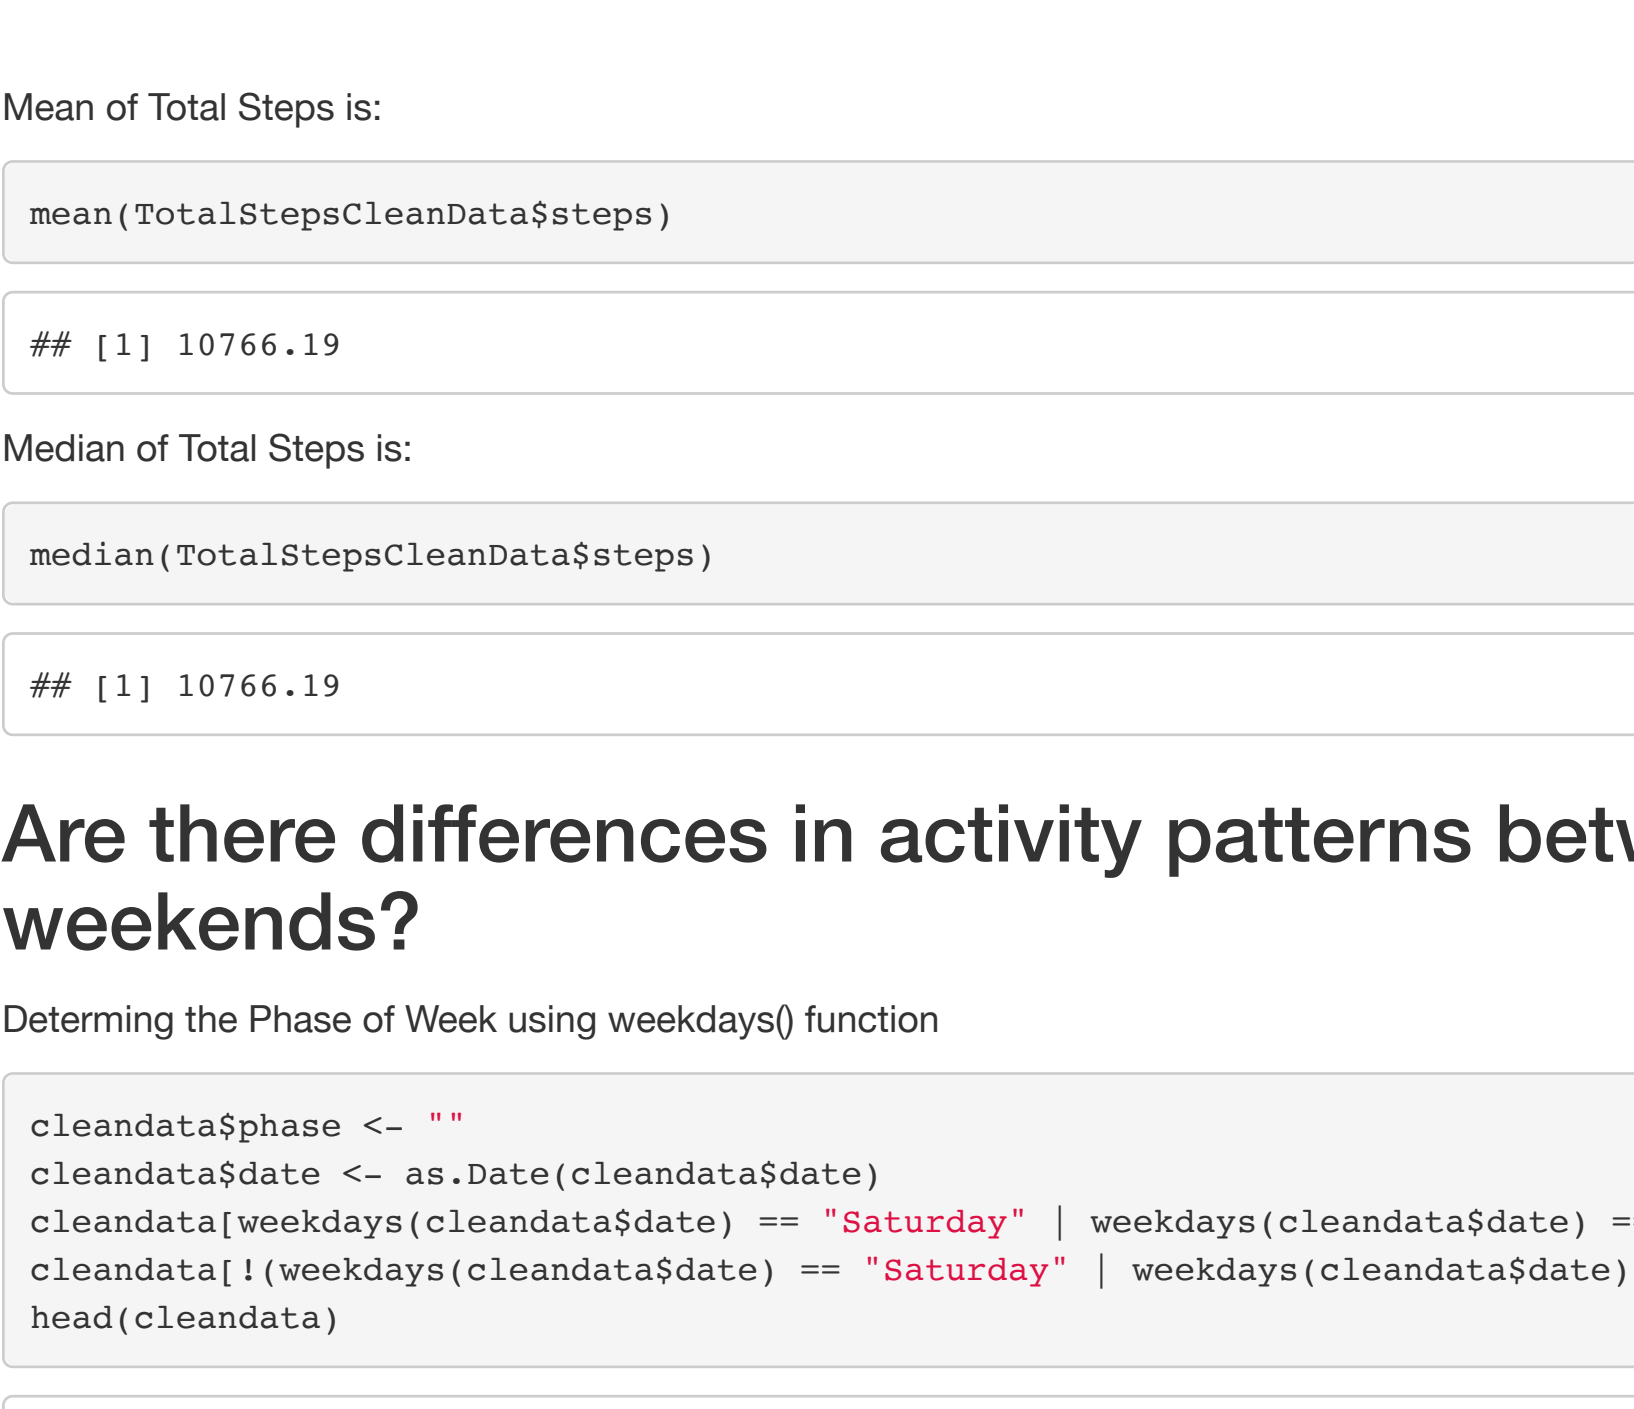 Mean of Total Steps is:
mean(TotalStepsCleanData$steps)
## [1] 10766.19
Median of Total Steps is:
median(TotalStepsCleanData$steps)
## [1] 10766.19
Are there differences in activity patterns
weekends?
Determing the Phase of Week using weekdays() function
cleandata$phase <- ""
cleandata$date <- as.Date(cleandata$date)
cleandata[weekdays(cleandata$date) == "Saturday" | weekdays(cleandata$date) =
cleandata[!(weekdays(cleandata$date) == "Saturday" | weekdays(cleandata$date)
head(cleandata)